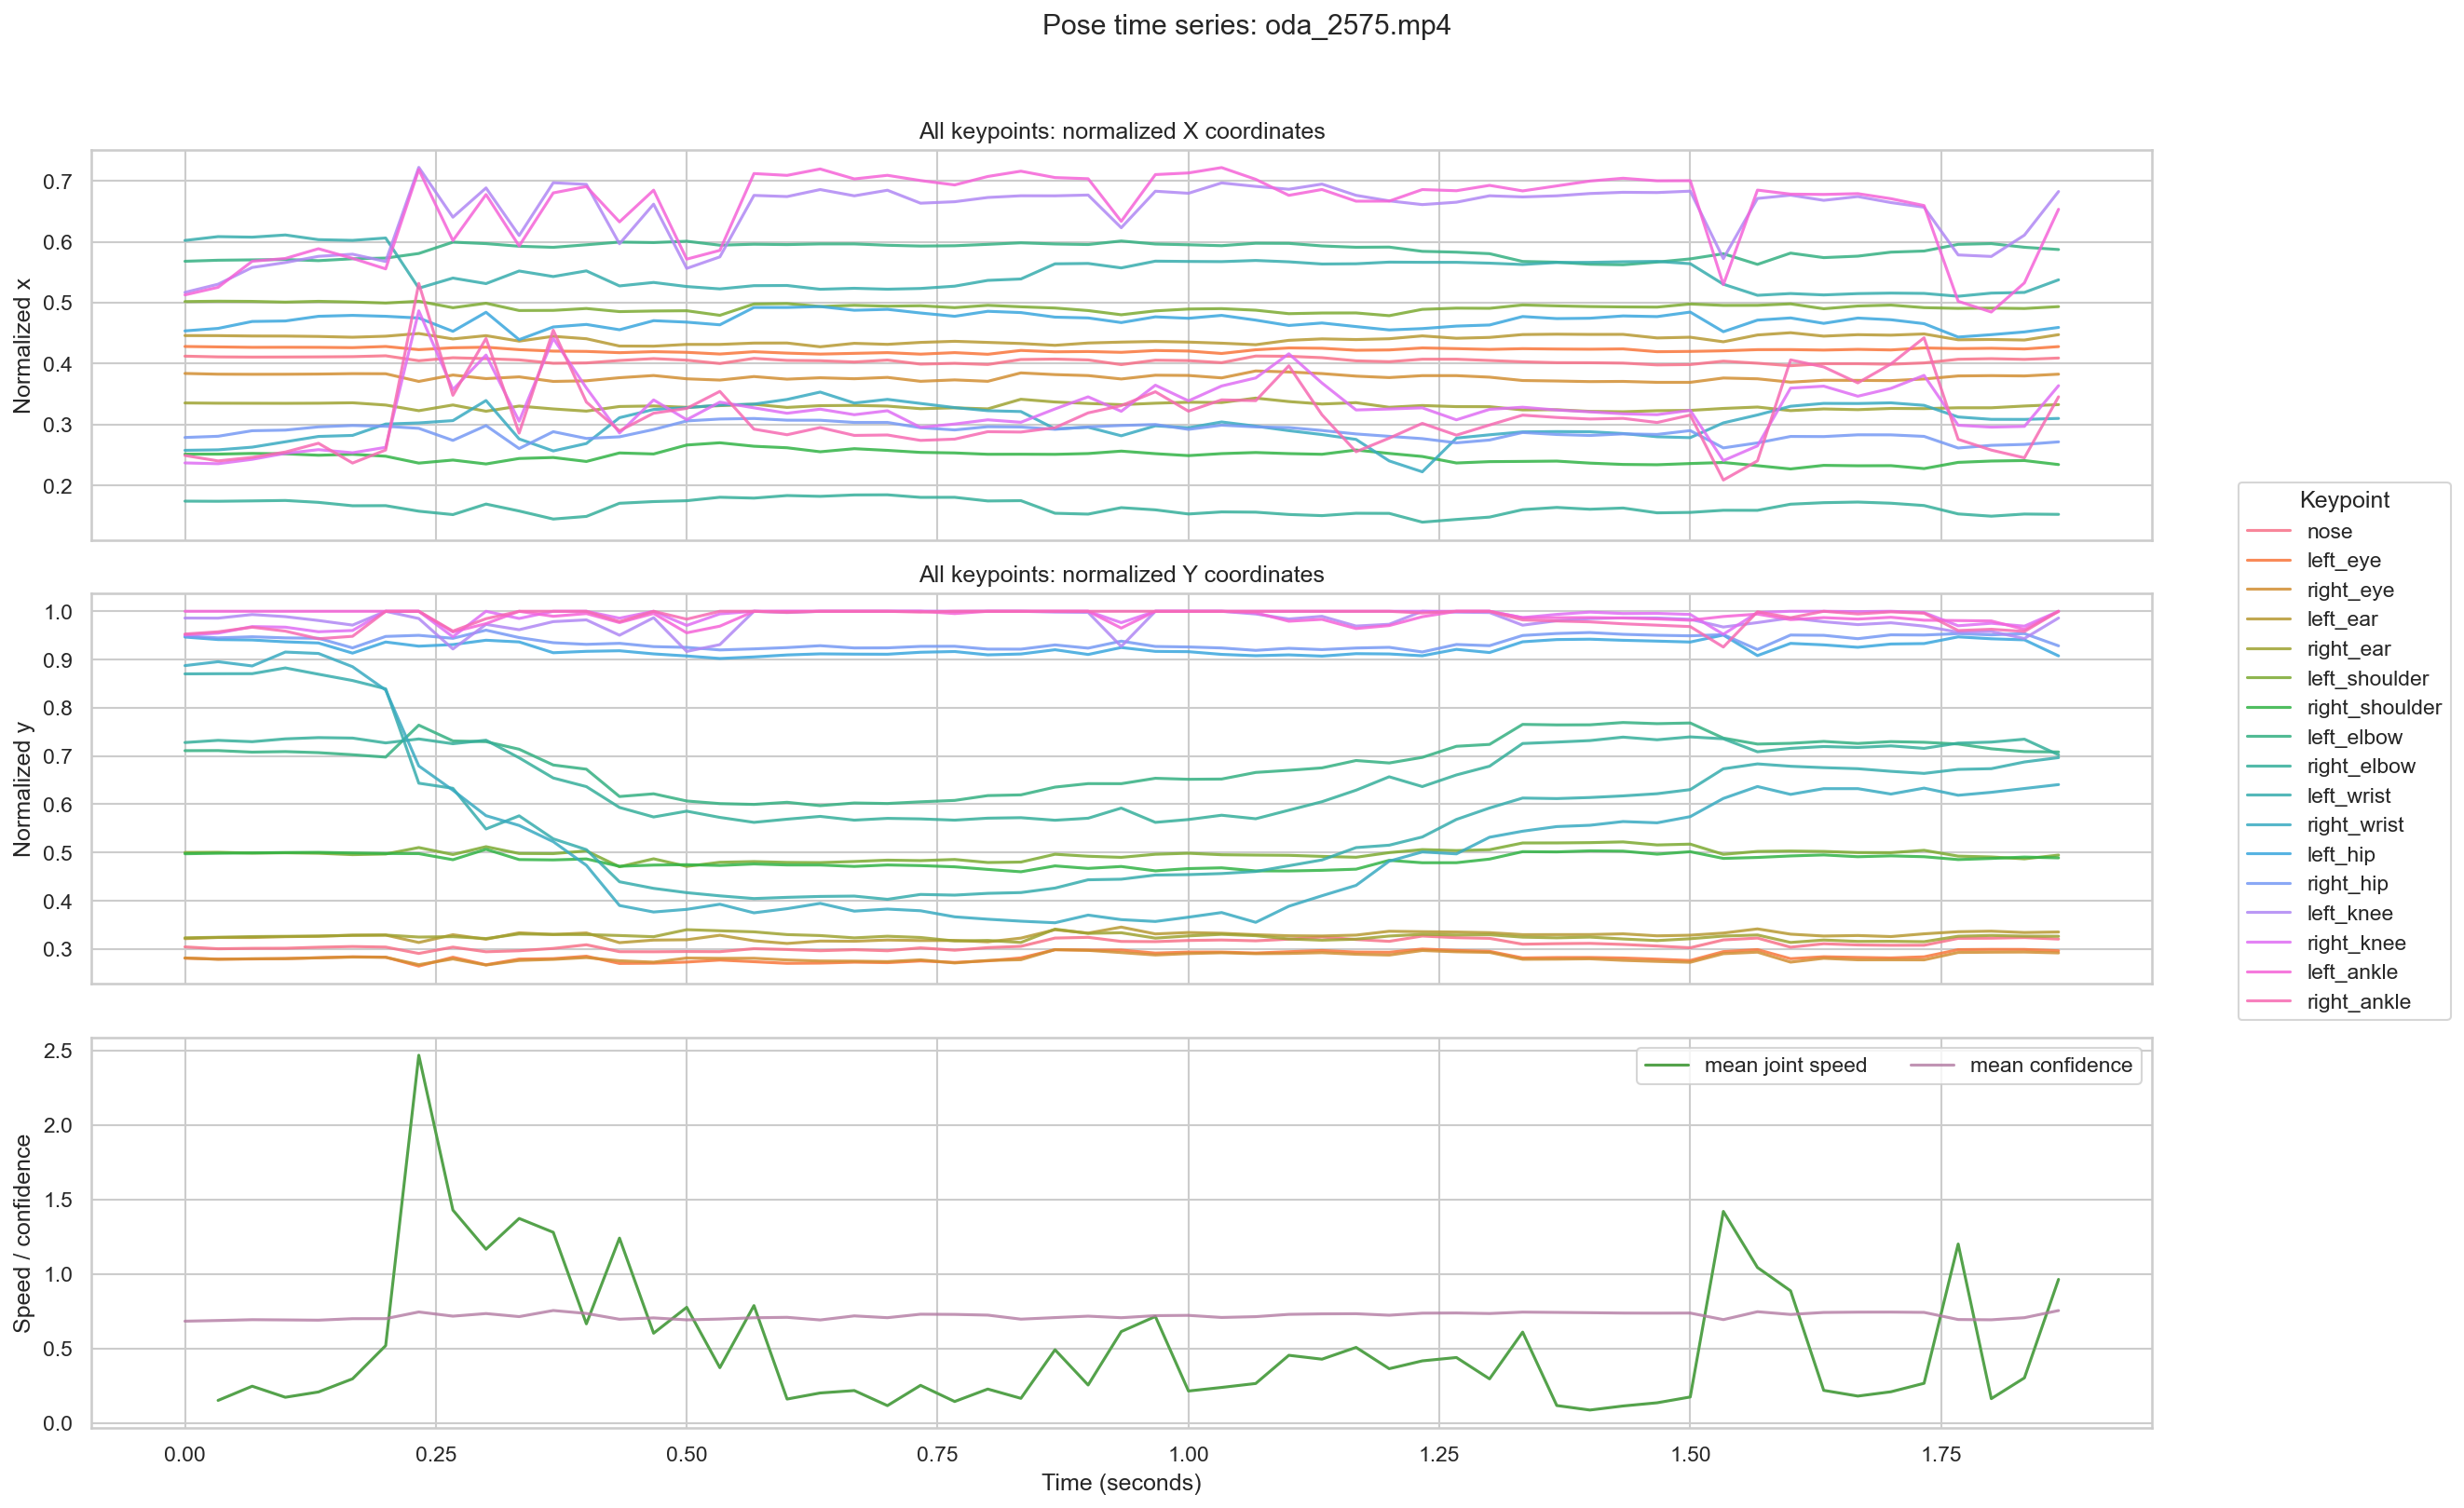 Pose time series: oda_2575.mp4
All keypoints: normalized X coordinates
Normalized x
0.7
0.6
0.5
0.4
0.3
0.2
All keypoints: normalized Y coordinates
Normalized y
1.0
0.9
0.8
0.7
0.6
0.5
0.4
0.3
Keypoint
nose
left_eye
right_eye
left_ear
right_ear
left_shoulder
right_shoulder
left_elbow
right_elbow
left_wrist
right_wrist
left_hip
right_hip
left_knee
right_knee
left_ankle
right_ankle
Speed / confidence
2.5
2.0
1.5
1.0
0.5
0.0
mean joint speed
mean confidence
0.00 0.25 0.50 0.75 1.00 1.25 1.50 1.75
Time (seconds)